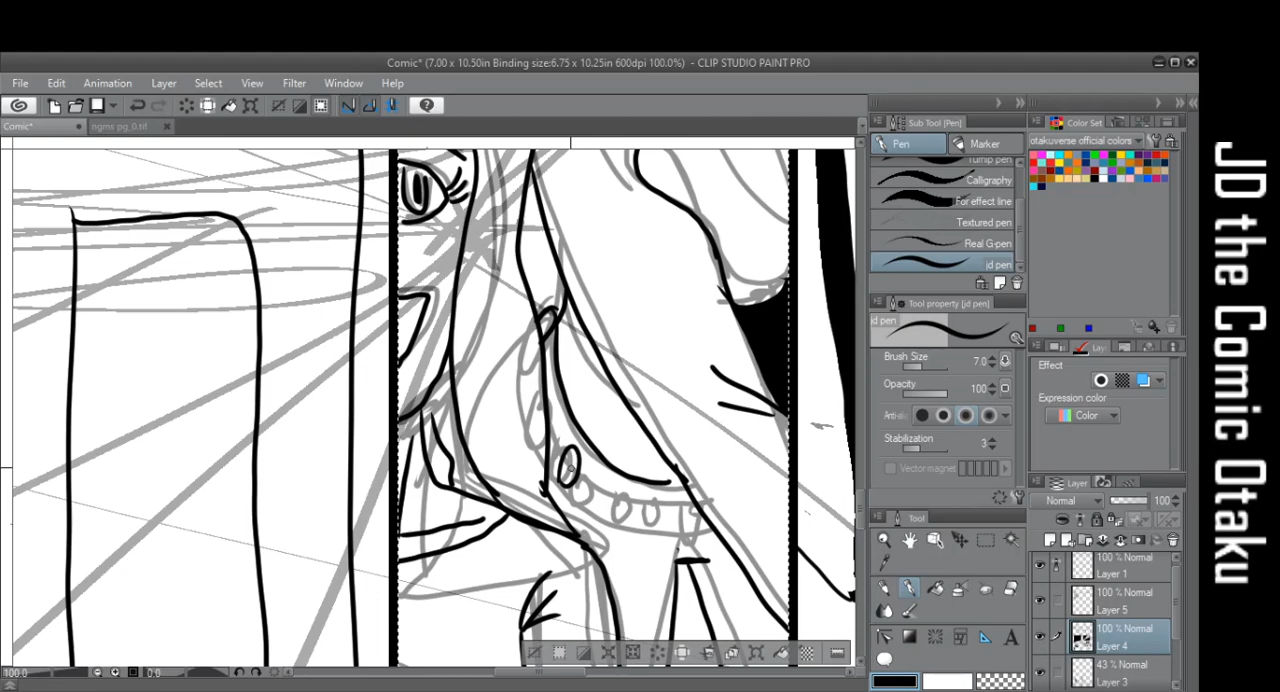 Comic* (7.00 x 10.50in Binding size:6.75 x 10.25in 600dpi 100.0%) - CLIP STUDIO PAINT PRO
File Edit Animation Layer Select View Filter Window Help
Comic* ngms pg_0.tif
Sub Tool [Pen]
Pen Marker
Turnip pen
Calligraphy
For effect line
Textured pen
Real G-pen
jd pen
Tool property [jd pen]
jd pen
Brush Size 7.0
Opacity 100
Stabilization 3
Vector magnet
Tool
A
Color Set
otakuverse official colors
Effect
Expression color
Color
Layer
Normal 100
100 % Normal
Layer 1
100 % Normal
Layer 5
100 % Normal
Layer 4
43 % Normal
Layer 3
100.0 0.0
JD the Comic Otaku